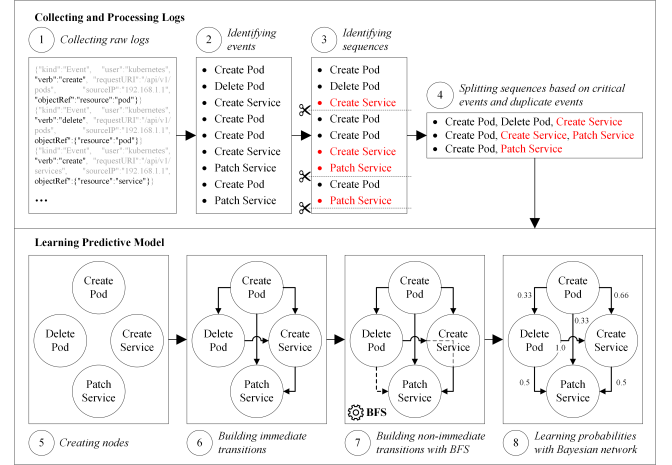 Collecting and Processing Logs
1 Collecting raw logs
{"kind":"Event", "user":"kubernetes",
"verb":"create", "requestURI":"/api/v1/
pods", "sourceIP":"192.168.1.1",
"objectRef":"resource":"pod"}}
{"kind":"Event", "user":"kubernetes",
"verb":"delete", "requestURI":"/api/v1/
pods", "sourceIP":"192.168.1.1",
objectRef":{"resource":"pod"}}
{"kind":"Event", "user":"kubernetes",
"verb":"create", "requestURI":"/api/v1/
services", "sourceIP":"192.168.1.1",
objectRef":{"resource":"service"}}
...
2 Identifying
events
• Create Pod
• Delete Pod
• Create Service
• Create Pod
• Create Pod
• Create Service
• Patch Service
• Create Pod
• Patch Service
3 Identifying
sequences
• Create Pod
• Delete Pod
• Create Service
• Create Pod
• Create Pod
• Create Service
• Patch Service
• Create Pod
• Patch Service
4 Splitting sequences based on critical
events and duplicate events
• Create Pod, Delete Pod, Create Service
• Create Pod, Create Service, Patch Service
• Create Pod, Patch Service
Learning Predictive Model
Create
Pod
Delete
Pod
Create
Service
Patch
Service
5 Creating nodes
Create
Pod
Delete
Pod
Create
Service
Patch
Service
6 Building immediate
transitions
Create
Pod
Delete
Pod
Create
Service
Patch
Service
BFS
7 Building non-immediate
transitions with BFS
Create
Pod
0.33
0.66
0.33
Delete
Pod
1.0
Create
Service
0.5
0.5
Patch
Service
8 Learning probabilities
with Bayesian network